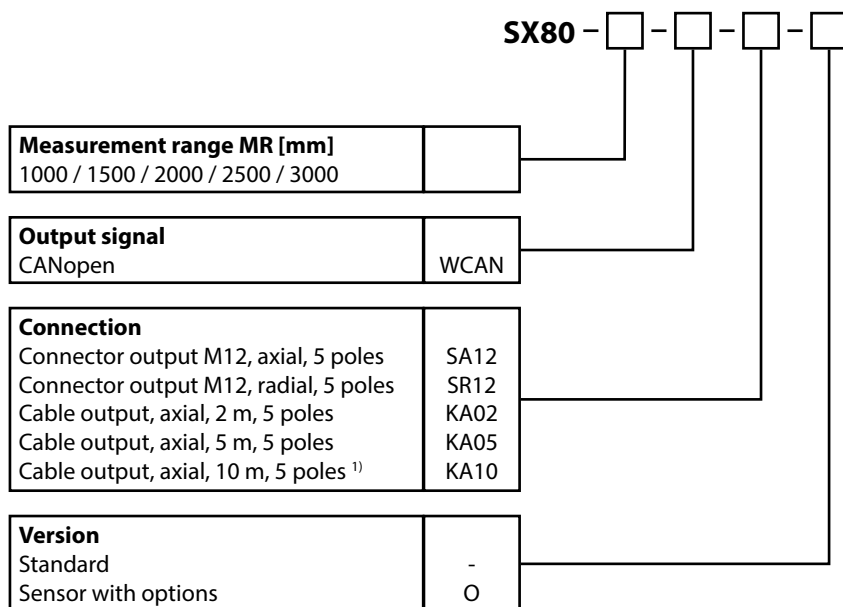 SX80 – – – –
Measurement range MR [mm]
1000 / 1500 / 2000 / 2500 / 3000
Output signal
CANopen WCAN
Connection
Connector output M12, axial, 5 poles SA12
Connector output M12, radial, 5 poles SR12
Cable output, axial, 2 m, 5 poles KA02
Cable output, axial, 5 m, 5 poles KA05
Cable output, axial, 10 m, 5 poles 1) KA10
Version
Standard -
Sensor with options O